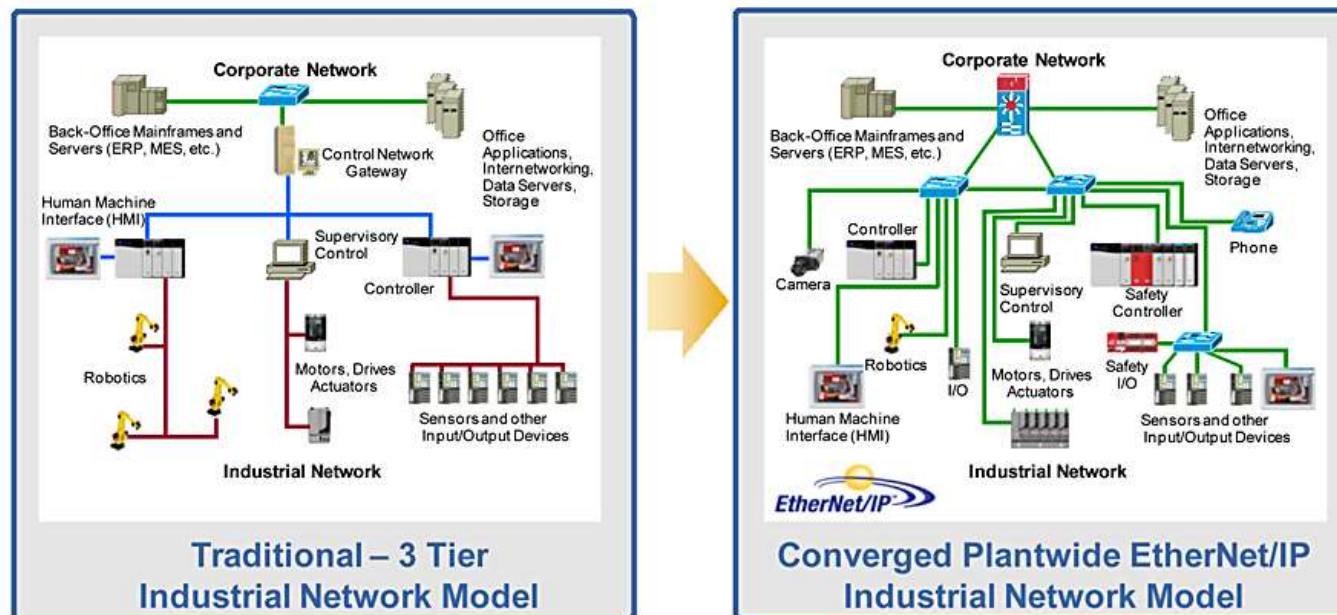 Corporate Network
Back-Office Mainframes and
Servers (ERP, MES, etc.)
Control Network
Gateway
Office
Applications,
Internetworking,
Data Servers,
Storage
Human Machine
Interface (HMI)
Supervisory
Control
Controller
Robotics
Motors, Drives
Actuators
Sensors and other
Input/Output Devices
Industrial Network
Traditional – 3 Tier
Industrial Network Model
Corporate Network
Back-Office Mainframes and
Servers (ERP, MES, etc.)
Office
Applications,
Internetworking,
Data Servers,
Storage
Controller
Phone
Camera
Supervisory
Control
Safety
Controller
Robotics
I/O
Motors, Drives
Actuators
Safety
I/O
Human Machine
Interface (HMI)
Sensors and other
Input/Output Devices
Industrial Network
EtherNet/IP
Converged Plantwide EtherNet/IP
Industrial Network Model